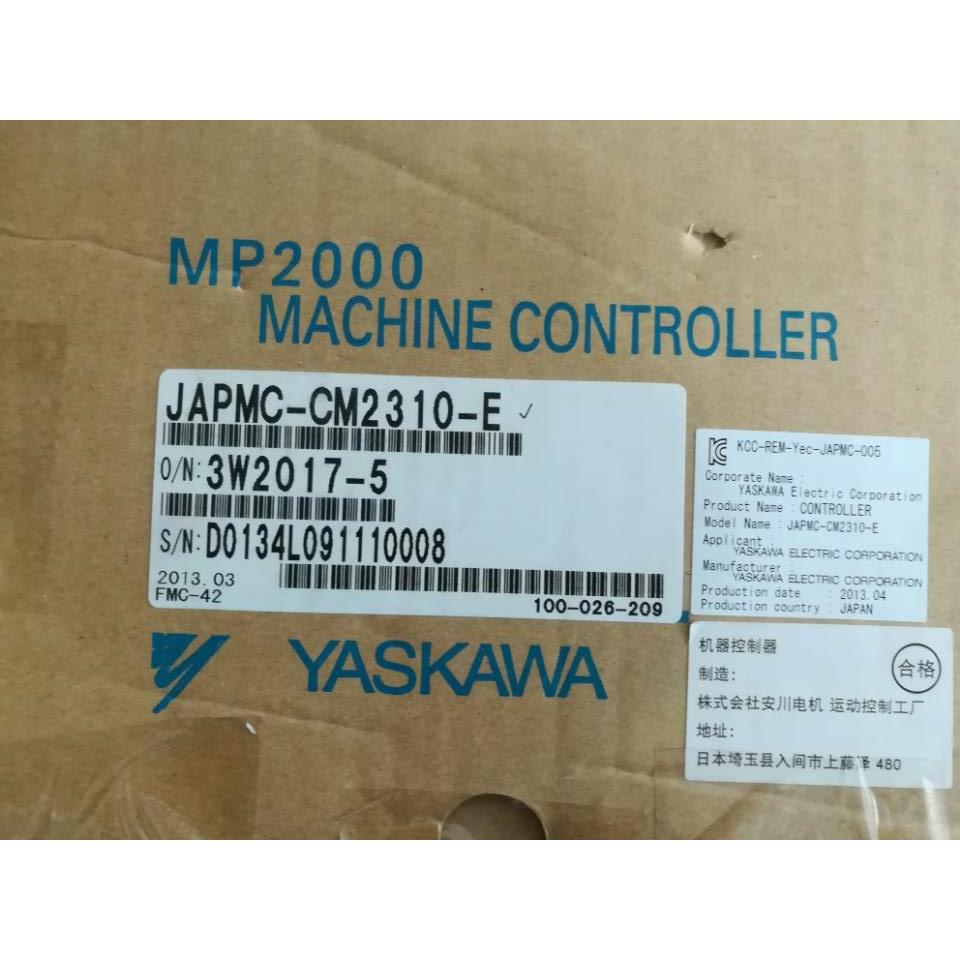 MP2000
MACHINE CONTROLLER
JAPMC-CM2310-E ✓
O/N: 3W2017-5
S/N: D0134L091110008
2013.03
FMC-42
100-026-209
KCC-REM-Yec-JAPMC-005
Corporate Name :
YASKAWA Electric Corporation
Product Name : CONTROLLER
Model Name : JAPMC-CM2310-E
Applicant :
YASKAWA ELECTRIC CORPORATION
Manufacturer :
YASKAWA ELECTRIC CORPORATION
Production date : 2013.04
Production country : JAPAN
YASKAWA
机器控制器
合格
制造:
株式会社安川电机 运动控制工厂
地址:
日本埼玉县入间市上藤泽 480